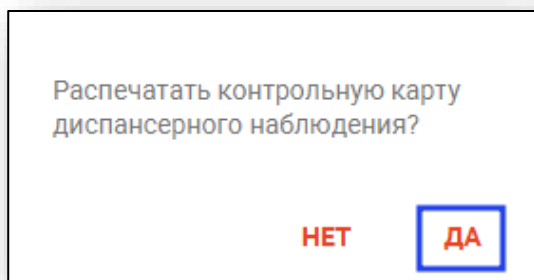 Распечатать контрольную карту
диспансерного наблюдения?
НЕТ ДА